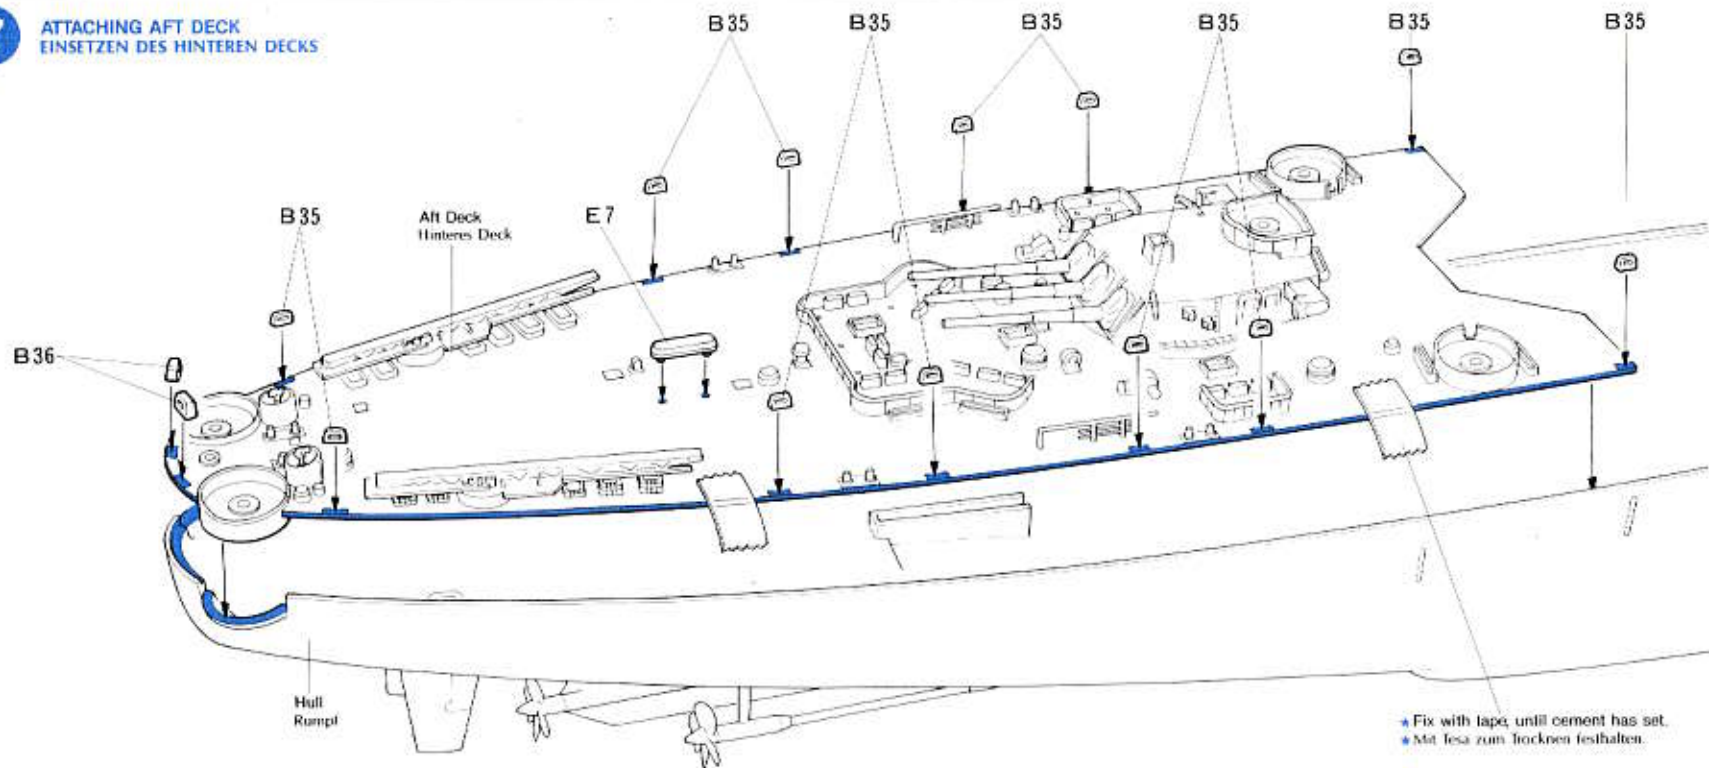 ATTACHING AFT DECK
EINSETZEN DES HINTEREN DECKS
B35 B35 B35 B35 B35 B35
B35
Aft Deck
Hinteres Deck
E7
B36
Hull
Rumpf
★Fix with tape, until cement has set.
★Mit Tesa zum Trocknen festhalten.